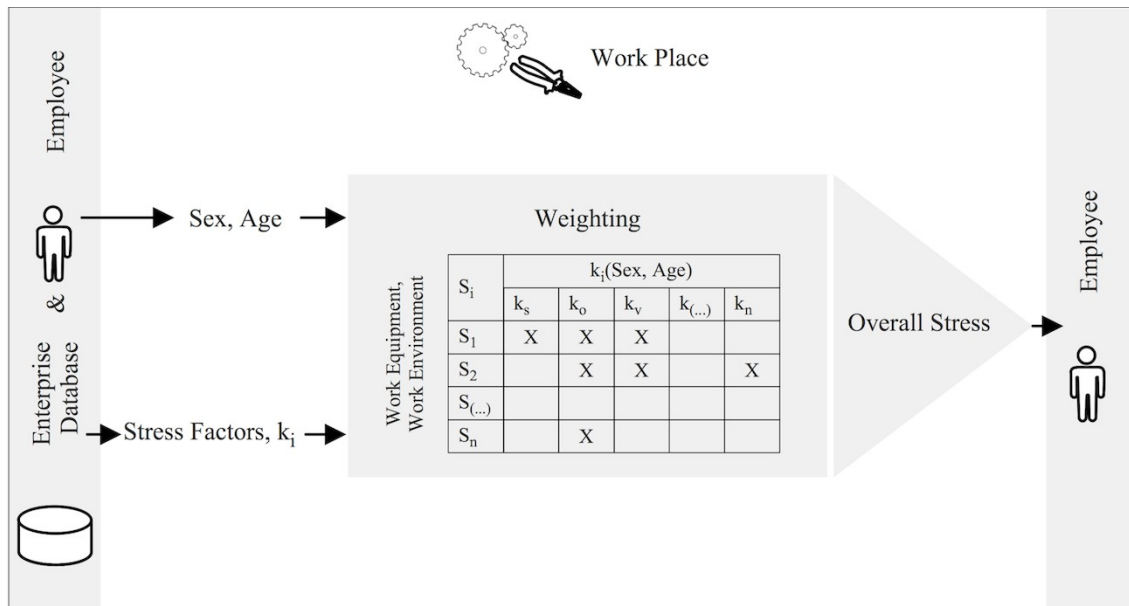 Work Place
Employee
&
Enterprise
Database
Sex, Age
Stress Factors, kᵢ
Weighting
Work Equipment,
Work Environment
Sᵢ kᵢ(Sex, Age)
kₛ kₒ kᵥ k₍...₎ kₙ
S₁ X X X
S₂ X X X
S₍...₎
Sₙ X
Overall Stress
Employee